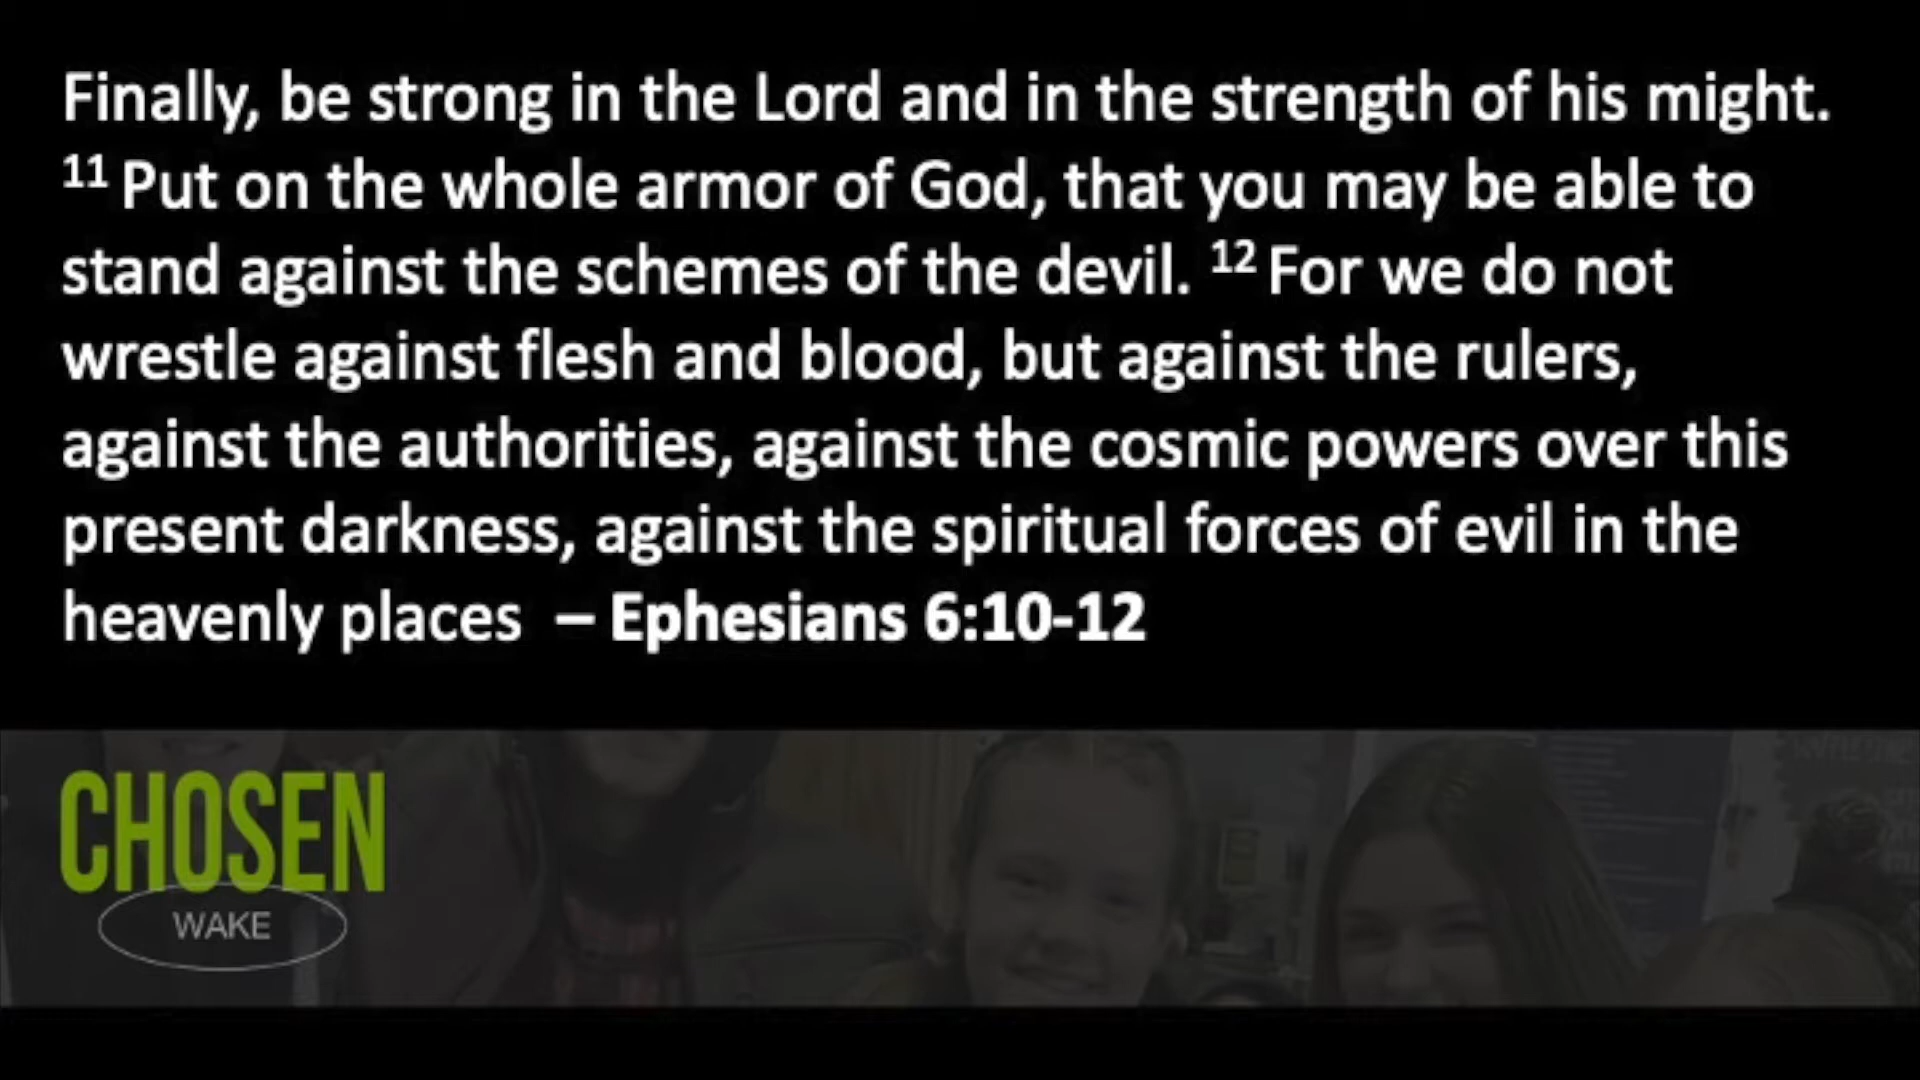 Finally, be strong in the Lord and in the strength of his might.
11 Put on the whole armor of God, that you may be able to
stand against the schemes of the devil. 12 For we do not
wrestle against flesh and blood, but against the rulers,
against the authorities, against the cosmic powers over this
present darkness, against the spiritual forces of evil in the
heavenly places – Ephesians 6:10-12
CHOSEN
WAKE